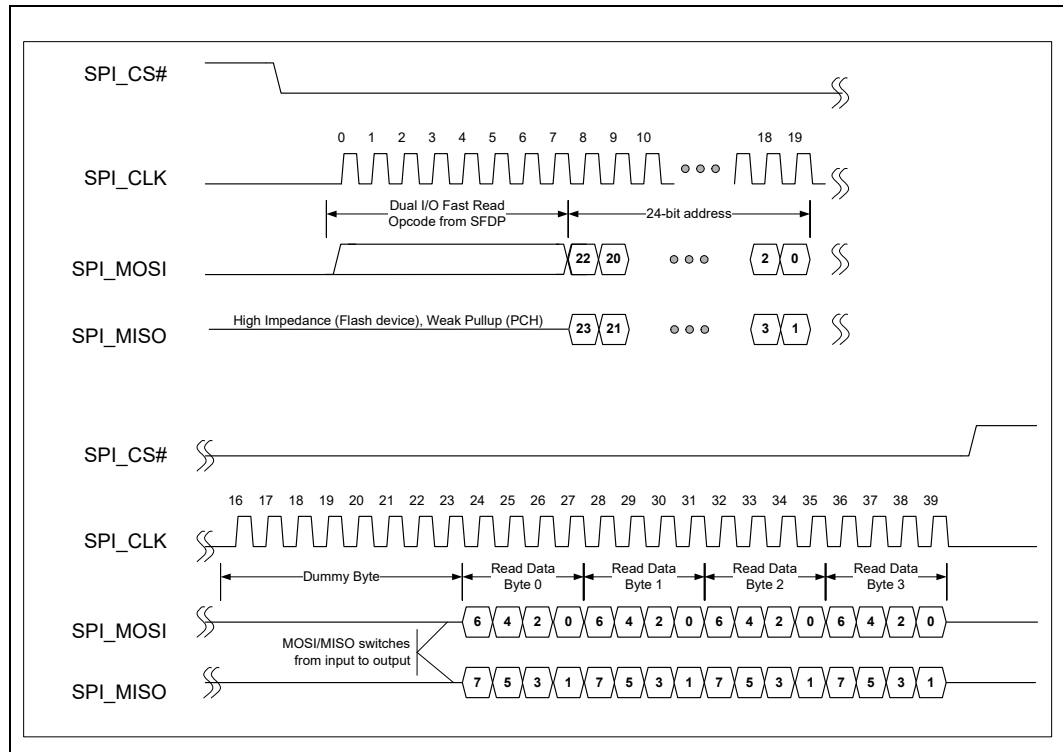 SPI_CS#
0 1 2 3 4 5 6 7 8 9 10 18 19
SPI_CLK
Dual I/O Fast Read
Opcode from SFDP
24-bit address
SPI_MOSI
22 20 2 0
High Impedance (Flash device), Weak Pullup (PCH)
SPI_MISO
23 21 3 1
SPI_CS#
16 17 18 19 20 21 22 23 24 25 26 27 28 29 30 31 32 33 34 35 36 37 38 39
SPI_CLK
Dummy Byte
Read Data
Byte 0
Read Data
Byte 1
Read Data
Byte 2
Read Data
Byte 3
SPI_MOSI
6 4 2 0 6 4 2 0 6 4 2 0 6 4 2 0
MOSI/MISO switches
from input to output
SPI_MISO
7 5 3 1 7 5 3 1 7 5 3 1 7 5 3 1